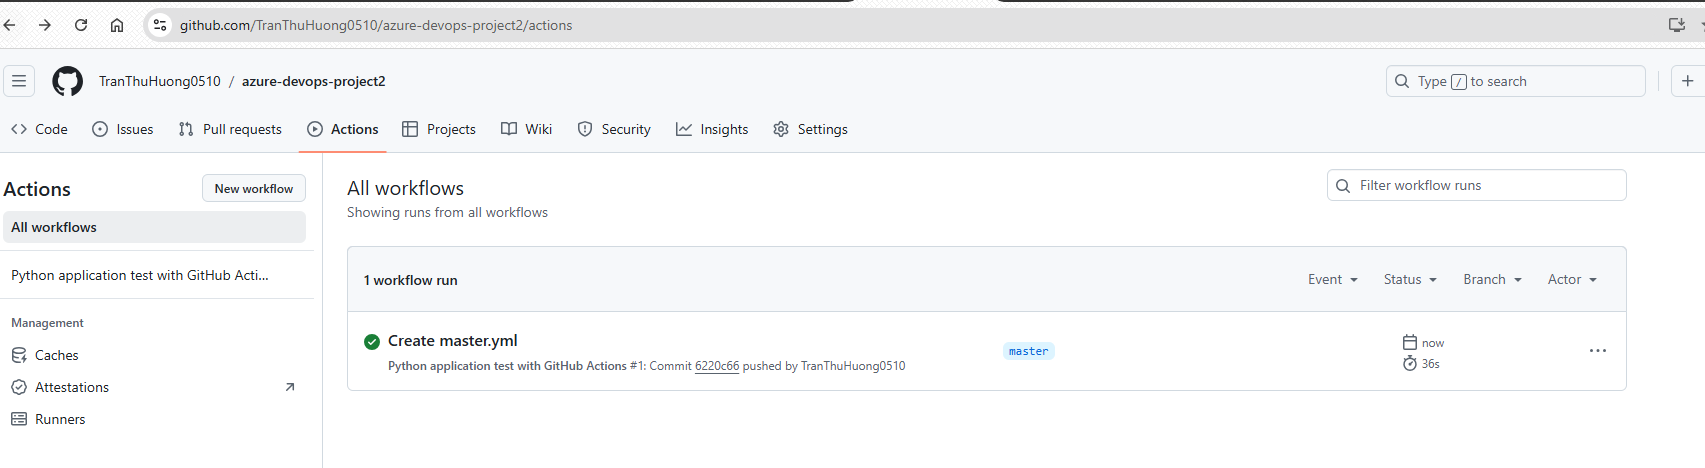 github.com/TranThuHuong0510/azure-devops-project2/actions
TranThuHuong0510 / azure-devops-project2
Type / to search
Code Issues Pull requests Actions Projects Wiki Security Insights Settings
Actions
New workflow
All workflows
Python application test with GitHub Acti...
Management
Caches
Attestations
Runners
All workflows
Showing runs from all workflows
Filter workflow runs
1 workflow run
Event Status Branch Actor
Create master.yml
Python application test with GitHub Actions #1: Commit 6220c66 pushed by TranThuHuong0510
master
now
36s